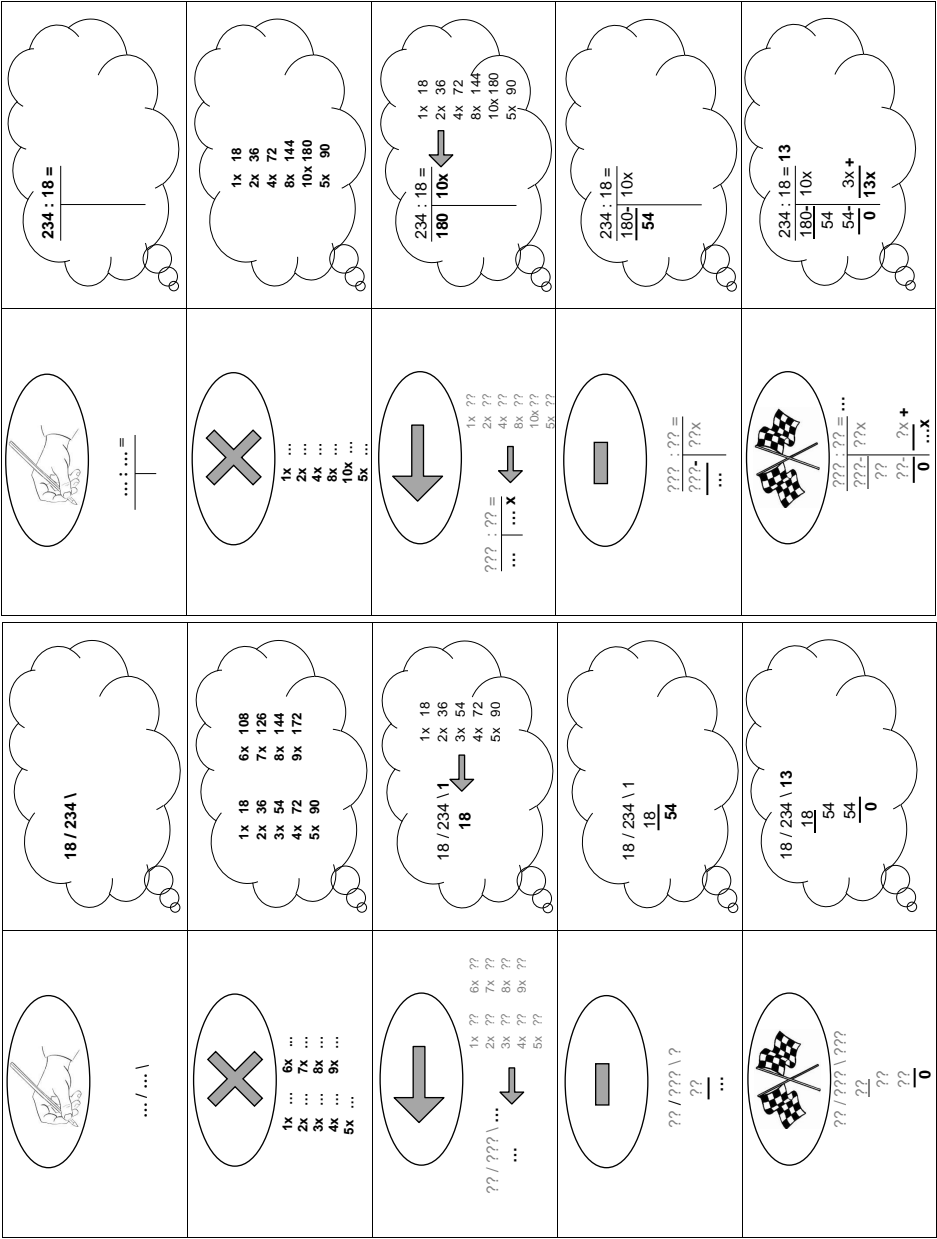 ... / ... \
18 / 234 \
1x ... 6x ...
2x ... 7x ...
3x ... 8x ...
4x ... 9x ...
5x ...
1x 18 6x 108
2x 36 7x 126
3x 54 8x 144
4x 72 9x 172
5x 90
1x ?? 6x ??
2x ?? 7x ??
3x ?? 8x ??
4x ?? 9x ??
5x ??
?? / ??? \ ...
...
1x 18
2x 36
3x 54
4x 72
5x 90
18 / 234 \ 1
18
?? / ??? \ ?
??
...
18 / 234 \ 1
18
54
?? / ??? \ ???
??
??
??
0
18 / 234 \ 13
18
54
54
0
... : ... =
234 : 18 =
1x ...
2x ...
4x ...
8x ...
10x ...
5x ...
1x 18
2x 36
4x 72
8x 144
10x 180
5x 90
1x ??
2x ??
4x ??
8x ??
10x ??
5x ??
??? : ?? =
... ... x
1x 18
2x 36
4x 72
8x 144
10x 180
5x 90
234 : 18 =
180 10x
??? : ?? =
???- ??x
...
234 : 18 =
180- 10x
54
??? : ?? = ...
???- ??x
??
??- ?x +
0 ...x
234 : 18 = 13
180- 10x
54
54- 3x +
0 13x